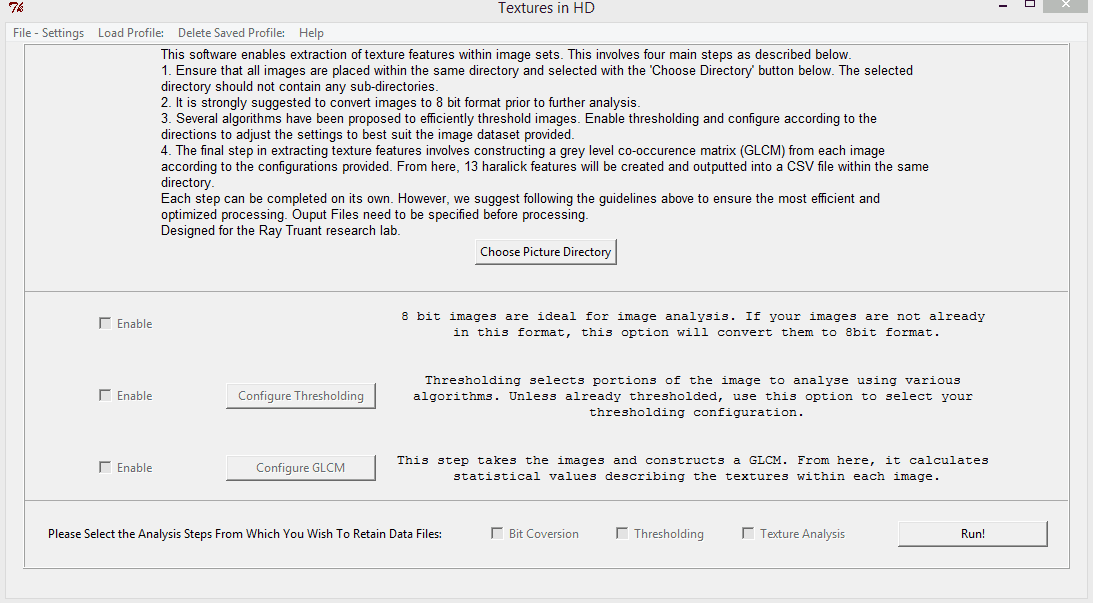 Textures in HD
File - Settings Load Profile: Delete Saved Profile: Help
This software enables extraction of texture features within image sets. This involves four main steps as described below.
1. Ensure that all images are placed within the same directory and selected with the 'Choose Directory' button below. The selected
directory should not contain any sub-directories.
2. It is strongly suggested to convert images to 8 bit format prior to further analysis.
3. Several algorithms have been proposed to efficiently threshold images. Enable thresholding and configure according to the
directions to adjust the settings to best suit the image dataset provided.
4. The final step in extracting texture features involves constructing a grey level co-occurence matrix (GLCM) from each image
according to the configurations provided. From here, 13 haralick features will be created and outputted into a CSV file within the same
directory.
Each step can be completed on its own. However, we suggest following the guidelines above to ensure the most efficient and
optimized processing. Ouput Files need to be specified before processing.
Designed for the Ray Truant research lab.
Choose Picture Directory
Enable
8 bit images are ideal for image analysis. If your images are not already
in this format, this option will convert them to 8bit format.
Enable
Configure Thresholding
Thresholding selects portions of the image to analyse using various
algorithms. Unless already thresholded, use this option to select your
thresholding configuration.
Enable
Configure GLCM
This step takes the images and constructs a GLCM. From here, it calculates
statistical values describing the textures within each image.
Please Select the Analysis Steps From Which You Wish To Retain Data Files: Bit Coversion Thresholding Texture Analysis Run!